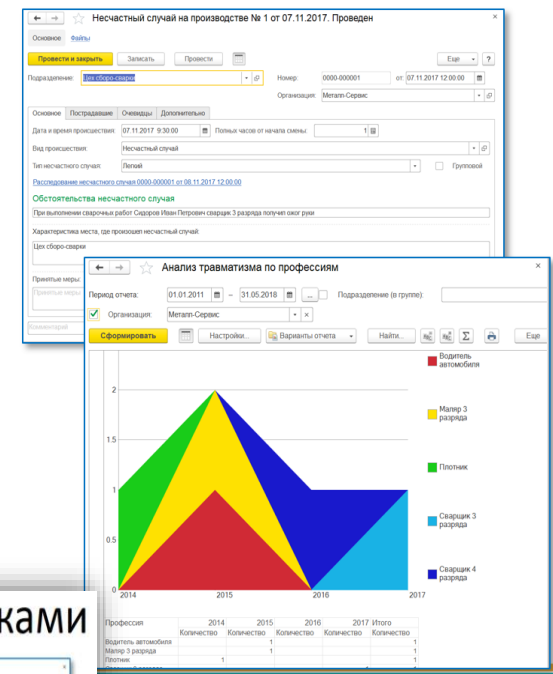 Несчастный случай на производстве № 1 от 07.11.2017. Проведен
Основное Файлы
Провести и закрыть Записать Провести Еще ?
Подразделение: Цех сборо-сварки Номер: 0000-000001 от: 07.11.2017 12:00:00
Организация: Металл-Сервис
Основное Пострадавшие Очевидцы Дополнительно
Дата и время происшествия: 07.11.2017 9:30:00 Полных часов от начала смены: 1
Вид происшествия: Несчастный случай
Тип несчастного случая: Легкий Групповой
Расследование несчастного случая 0000-000001 от 08.11.2017 12:00:00
Обстоятельства несчастного случая
При выполнении сварочных работ Сидоров Иван Петрович сварщик 3 разряда получил ожог руки
Характеристика места, где произошел несчастный случай:
Цех сборо-сварки
Принятые меры:
Принятые меры
Комментарий
Анализ травматизма по профессиям
Период отчета: 01.01.2011 – 31.05.2018 ... Подразделение (в группе):
Организация: Металл-Сервис
Сформировать Настройки... Варианты отчета Найти... Σ Еще
Водитель
автомобиля
2
Маляр 3
разряда
1.5
Плотник
1
Сварщик 3
разряда
0.5
Сварщик 4
разряда
0
2014 2015 2016 2017
Профессия 2014 2015 2016 2017 Итого
Количество Количество Количество Количество Количество
Водитель автомобиля 1 1
Маляр 3 разряда 1 1
Плотник 1 1
ками